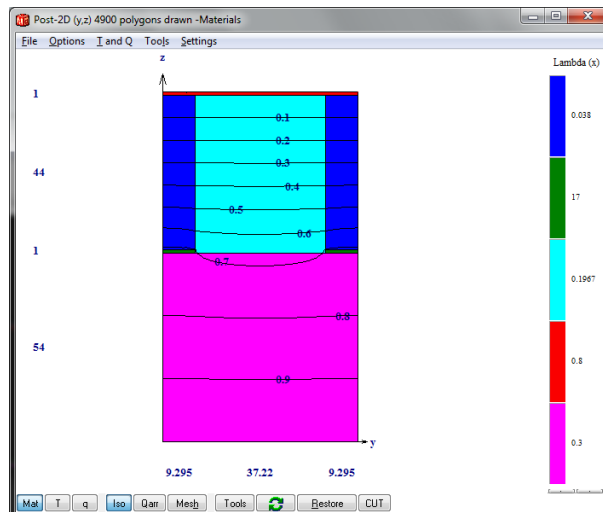 Post-2D (y,z) 4900 polygons drawn -Materials
File Options T and Q Tools Settings
z
Lambda (x)
1
0.1
0.038
0.2
44
0.3
0.4
17
0.5
0.6
1
0.7
0.1967
0.8
54
0.8
0.9
0.3
y
9.295 37.22 9.295
Mat T q Iso Qarr Mesh Tools Restore CUT